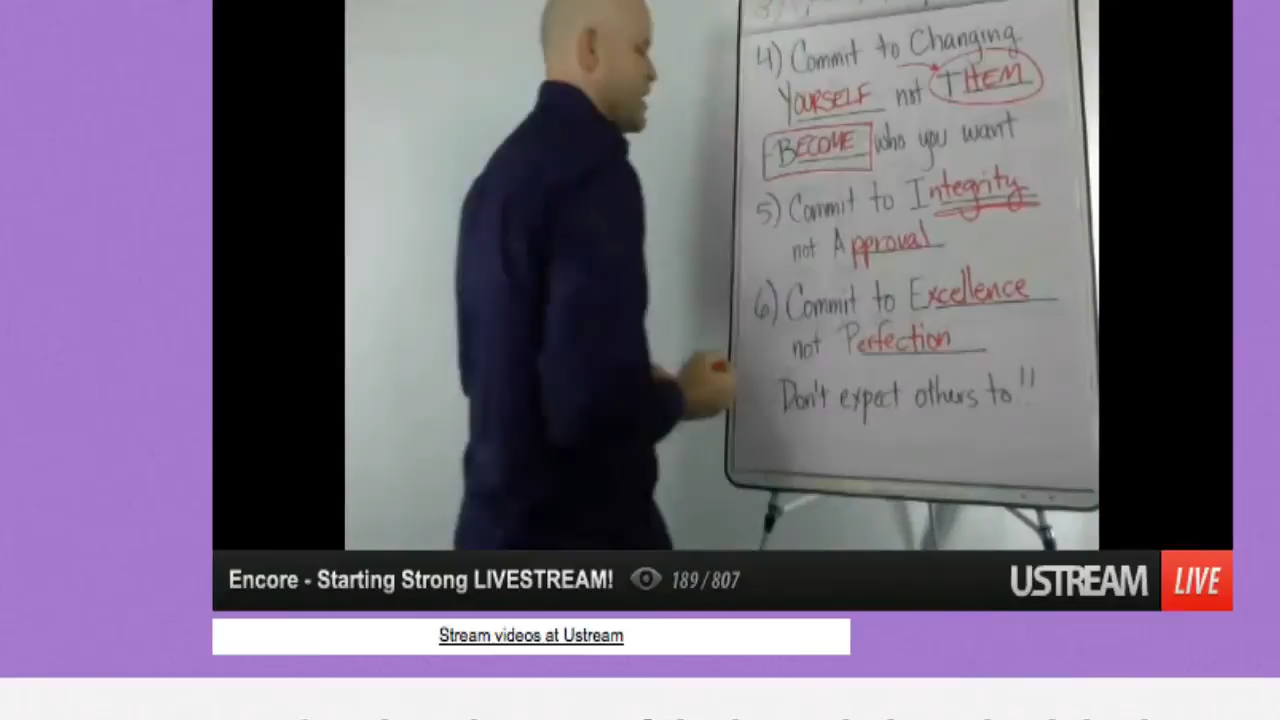 4) Commit to Changing
YOURSELF not THEM
BECOME who you want
5) Commit to Integrity
not Approval
6) Commit to Excellence
not Perfection
Don't expect others to!!
Encore - Starting Strong LIVESTREAM! 189/807
USTREAM LIVE
Stream videos at Ustream